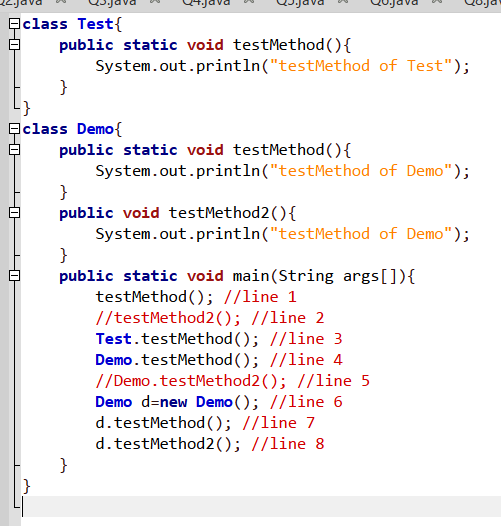 Q2.java Q3.java Q4.java Q5.java Q6.java
class Test{
    public static void testMethod(){
        System.out.println("testMethod of Test");
    }
}
class Demo{
    public static void testMethod(){
        System.out.println("testMethod of Demo");
    }
    public void testMethod2(){
        System.out.println("testMethod of Demo");
    }
    public static void main(String args[]){
        testMethod(); //line 1
        //testMethod2(); //line 2
        Test.testMethod(); //line 3
        Demo.testMethod(); //line 4
        //Demo.testMethod2(); //line 5
        Demo d=new Demo(); //line 6
        d.testMethod(); //line 7
        d.testMethod2(); //line 8
    }
}